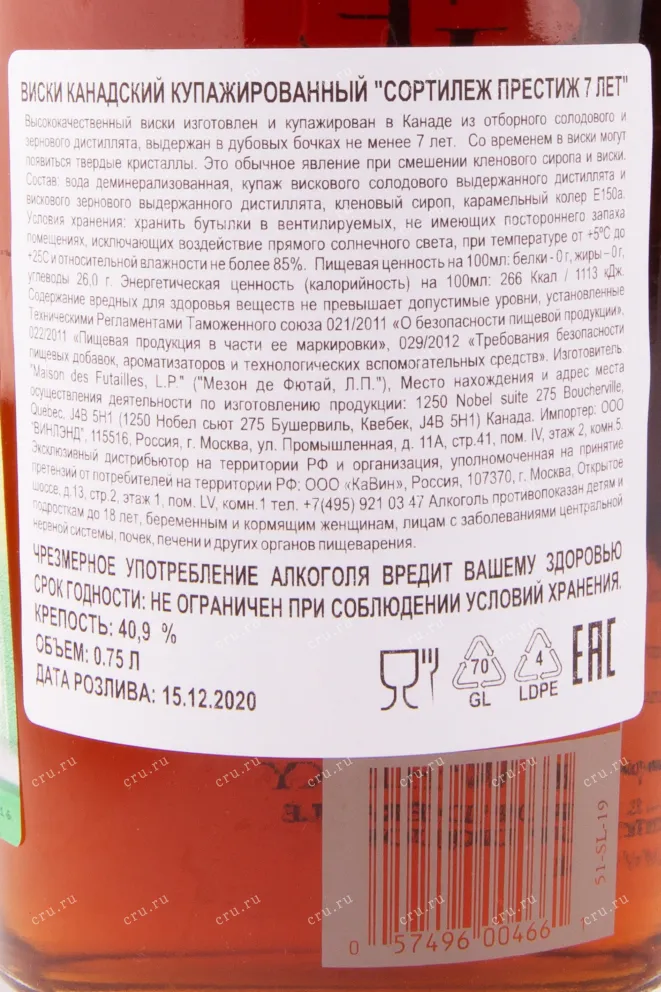 ВИСКИ КАНАДСКИЙ КУПАЖИРОВАННЫЙ "СОРТИЛЕЖ ПРЕСТИЖ 7 ЛЕТ"
Высококачественный виски изготовлен и купажирован в Канаде из отборного солодового и
зернового дистиллята, выдержан в дубовых бочках не менее 7 лет. Со временем в виски могут
появиться твердые кристаллы. Это обычное явление при смешении кленового сиропа и виски.
Состав: вода деминерализованная, купаж вискового солодового выдержанного дистиллята и
вискового зернового выдержанного дистиллята, кленовый сироп, карамельный колер Е150а.
Условия хранения: хранить бутылки в вентилируемых, не имеющих постороннего запаха
помещениях, исключающих воздействие прямого солнечного света, при температуре от +5ºС до
+25С и относительной влажности не более 85%. Пищевая ценность на 100мл: белки - 0 г, жиры – 0 г,
углеводы 26,0 г. Энергетическая ценность (калорийность) на 100мл: 266 Ккал / 1113 кДж.
Содержание вредных для здоровья веществ не превышает допустимые уровни, установленные
Техническими Регламентами Таможенного союза 021/2011 «О безопасности пищевой продукции»,
022/2011 «Пищевая продукция в части ее маркировки», 029/2012 «Требования безопасности
пищевых добавок, ароматизаторов и технологических вспомогательных средств». Изготовитель:
"Maison des Futailles, L.P." ("Мезон де Фютай, Л.П."), Место нахождения и адрес места
осуществления деятельности по изготовлению продукции: 1250 Nobel suite 275 Boucherville,
Quebec, J4B 5H1 (1250 Нобел сьют 275 Бушервиль, Квебек, J4B 5H1) Канада. Импортер: ООО
"ВИНЛЭНД", 115516, Россия, г. Москва, ул. Промышленная, д. 11А, стр.41, пом. IV, этаж 2, комн.5.
Эксклюзивный дистрибьютор на территории РФ и организация, уполномоченная на принятие
претензий от потребителей на территории РФ: ООО «КаВин», Россия, 107370, г. Москва, Открытое
шоссе, д.13, стр.2, этаж 1, пом. LV, комн.1 тел. +7(495) 921 03 47 Алкоголь противопоказан детям и
подросткам до 18 лет, беременным и кормящим женщинам, лицам с заболеваниями центральной
нервной системы, почек, печени и других органов пищеварения.
ЧРЕЗМЕРНОЕ УПОТРЕБЛЕНИЕ АЛКОГОЛЯ ВРЕДИТ ВАШЕМУ ЗДОРОВЬЮ
СРОК ГОДНОСТИ: НЕ ОГРАНИЧЕН ПРИ СОБЛЮДЕНИИ УСЛОВИЙ ХРАНЕНИЯ.
КРЕПОСТЬ: 40,9 %
ОБЪЕМ: 0.75 Л
ДАТА РОЗЛИВА: 15.12.2020
70
GL
4
LDPE
EAC
51-SL-19
0 57496 00466 1
cru.ru